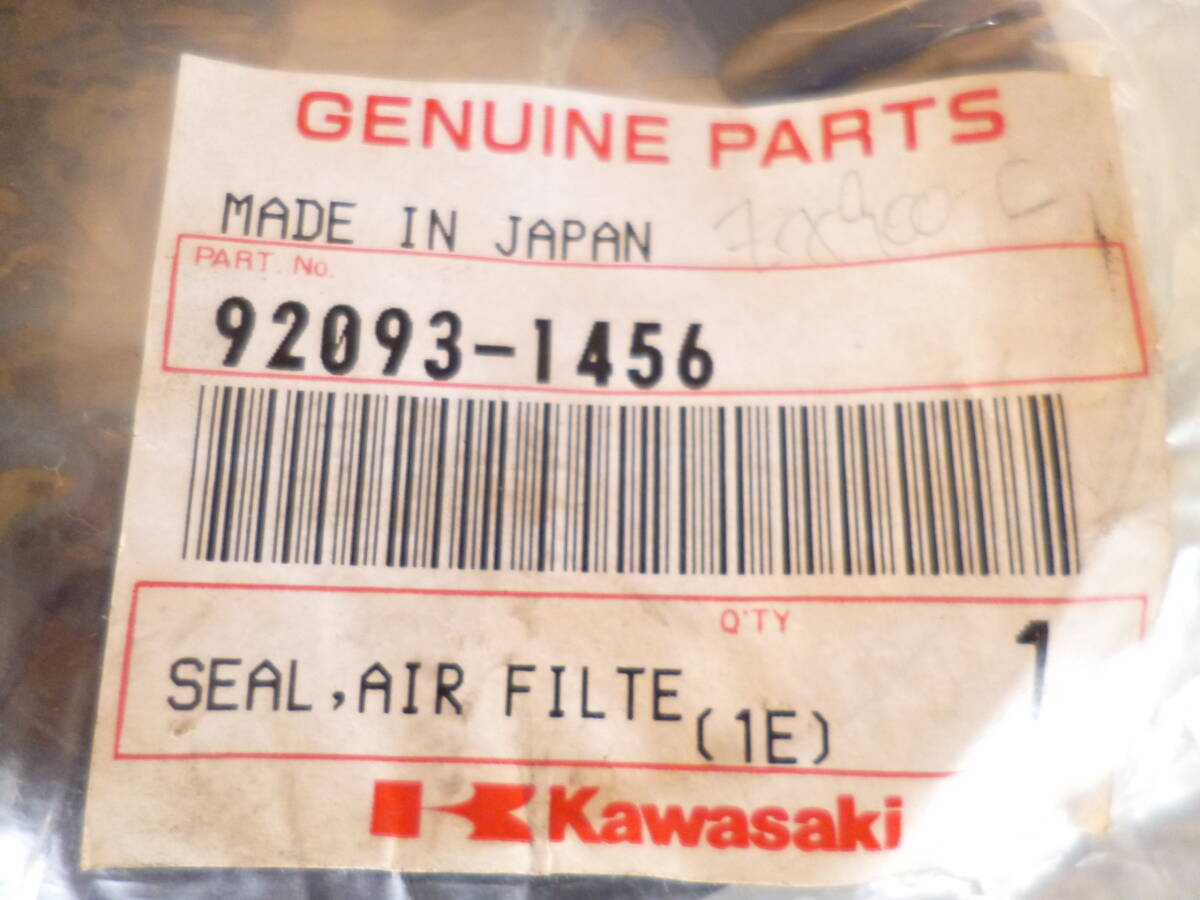 GENUINE PARTS
MADE IN JAPAN
PART. No.
92093-1456
Q'TY
1
SEAL,AIR FILTE
(1E)
Kawasaki